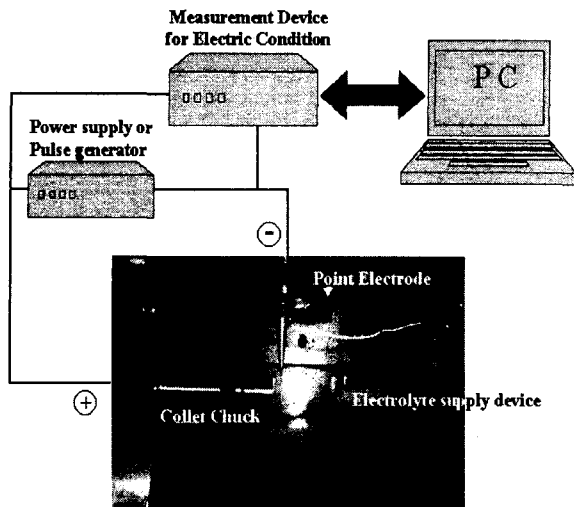 Measurement Device
for Electric Condition
PC
Power supply or
Pulse generator
−
Point Electrode
Electrolyte supply device
+
Collet Chuck